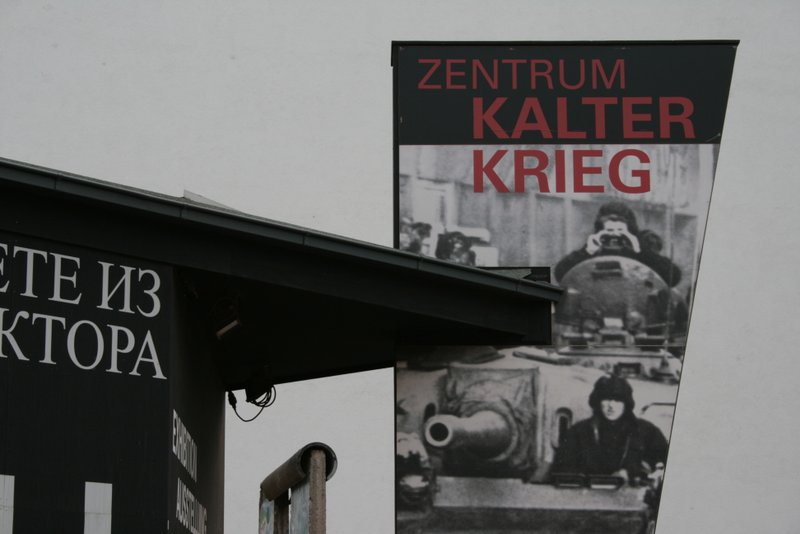 ZENTRUM
KALTER
KRIEG
ЕТЕ ИЗ
КТОРА
EXHIBITION
AUSSTELLUNG